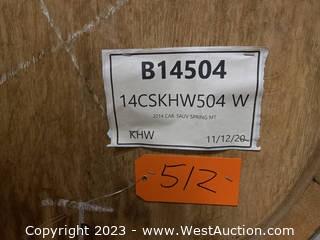 B14504
14CSKHW504 W
2014 CAB. SAUV SPRING MT
KHW 11/12/20
512
Copyright 2023 - www.WestAuction.com